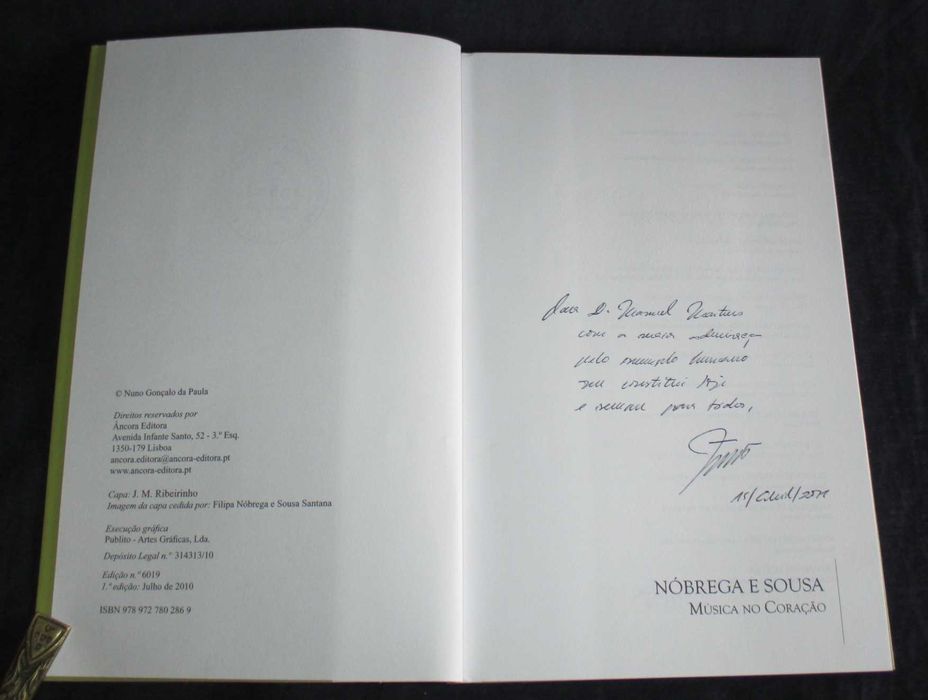 © Nuno Gonçalo da Paula
Direitos reservados por
Âncora Editora
Avenida Infante Santo, 52 - 3.º Esq.
1350-179 Lisboa
ancora.editora@ancora-editora.pt
www.ancora-editora.pt
Capa: J. M. Ribeirinho
Imagem da capa cedida por: Filipa Nóbrega e Sousa Santana
Execução gráfica
Publito - Artes Gráficas, Lda.
Depósito Legal n.º 314313/10
Edição n.º 6019
1.ª edição: Julho de 2010
ISBN 978 972 780 286 9
Para D. Manuel Martins
com a maior admiração
pelo exemplo humano
que constitui hoje
e sempre para todos,
15/Abril/2011
NÓBREGA E SOUSA
MÚSICA NO CORAÇÃO